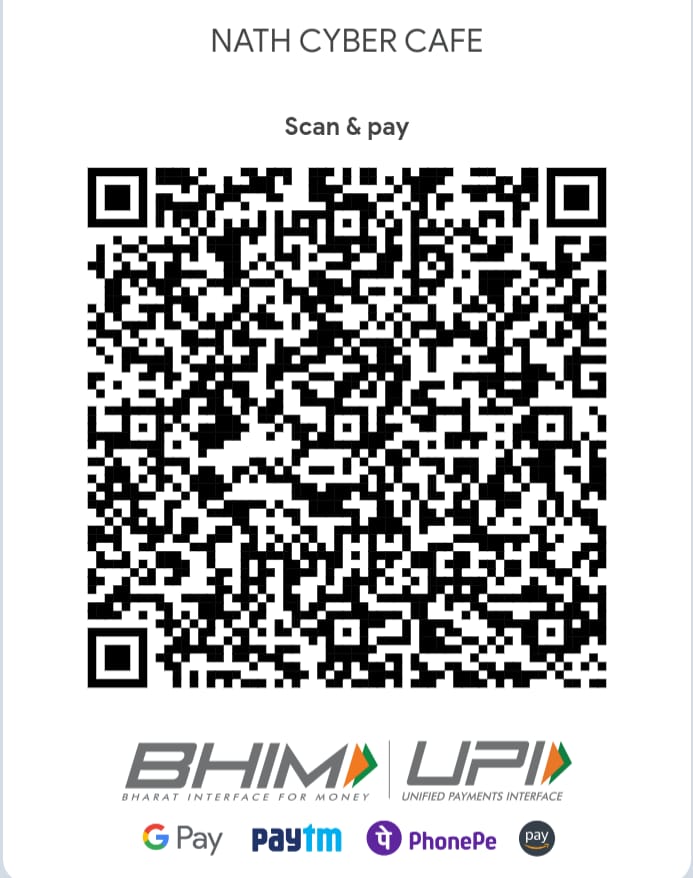 NATH CYBER CAFE
Scan & pay
BHIM UPI
BHARAT INTERFACE FOR MONEY UNIFIED PAYMENTS INTERFACE
G Pay paytm पे PhonePe pay